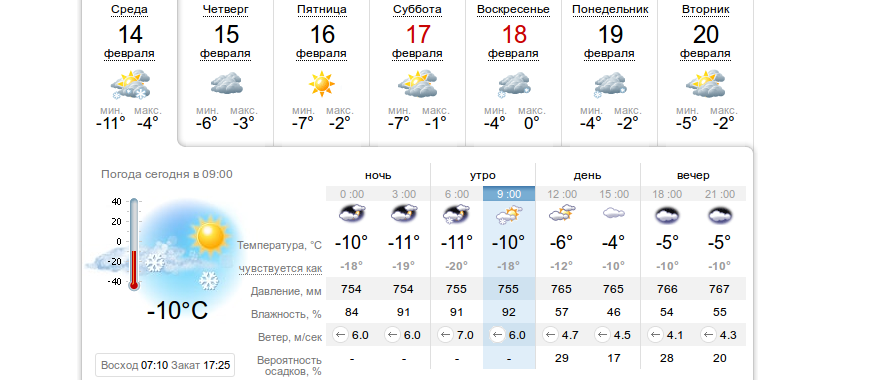 Среда Четверг Пятница Суббота Воскресенье Понедельник Вторник
14 15 16 17 18 19 20
февраля февраля февраля февраля февраля февраля февраля
мин. макс. мин. макс. мин. макс. мин. макс. мин. макс. мин. макс. мин. макс.
-11° -4° -6° -3° -7° -2° -7° -1° -4° 0° -4° -2° -5° -2°
Погода сегодня в 09:00
ночь утро день вечер
0 :00 3 :00 6 :00 9 :00 12 :00 15 :00 18 :00 21 :00
40
20
0
-20
-40
-10°C
Температура, °C -10° -11° -11° -10° -6° -4° -5° -5°
чувствуется как -18° -19° -20° -18° -12° -10° -10° -10°
Давление, мм 754 754 755 755 765 765 766 767
Влажность, % 84 91 91 92 57 46 54 55
Ветер, м/сек ← 6.0 ← 6.0 ← 7.0 ← 6.0 ← 4.7 ← 4.5 ← 4.1 ← 4.3
Вероятность
осадков, % - - - - 29 17 28 20
Восход 07:10 Закат 17:25